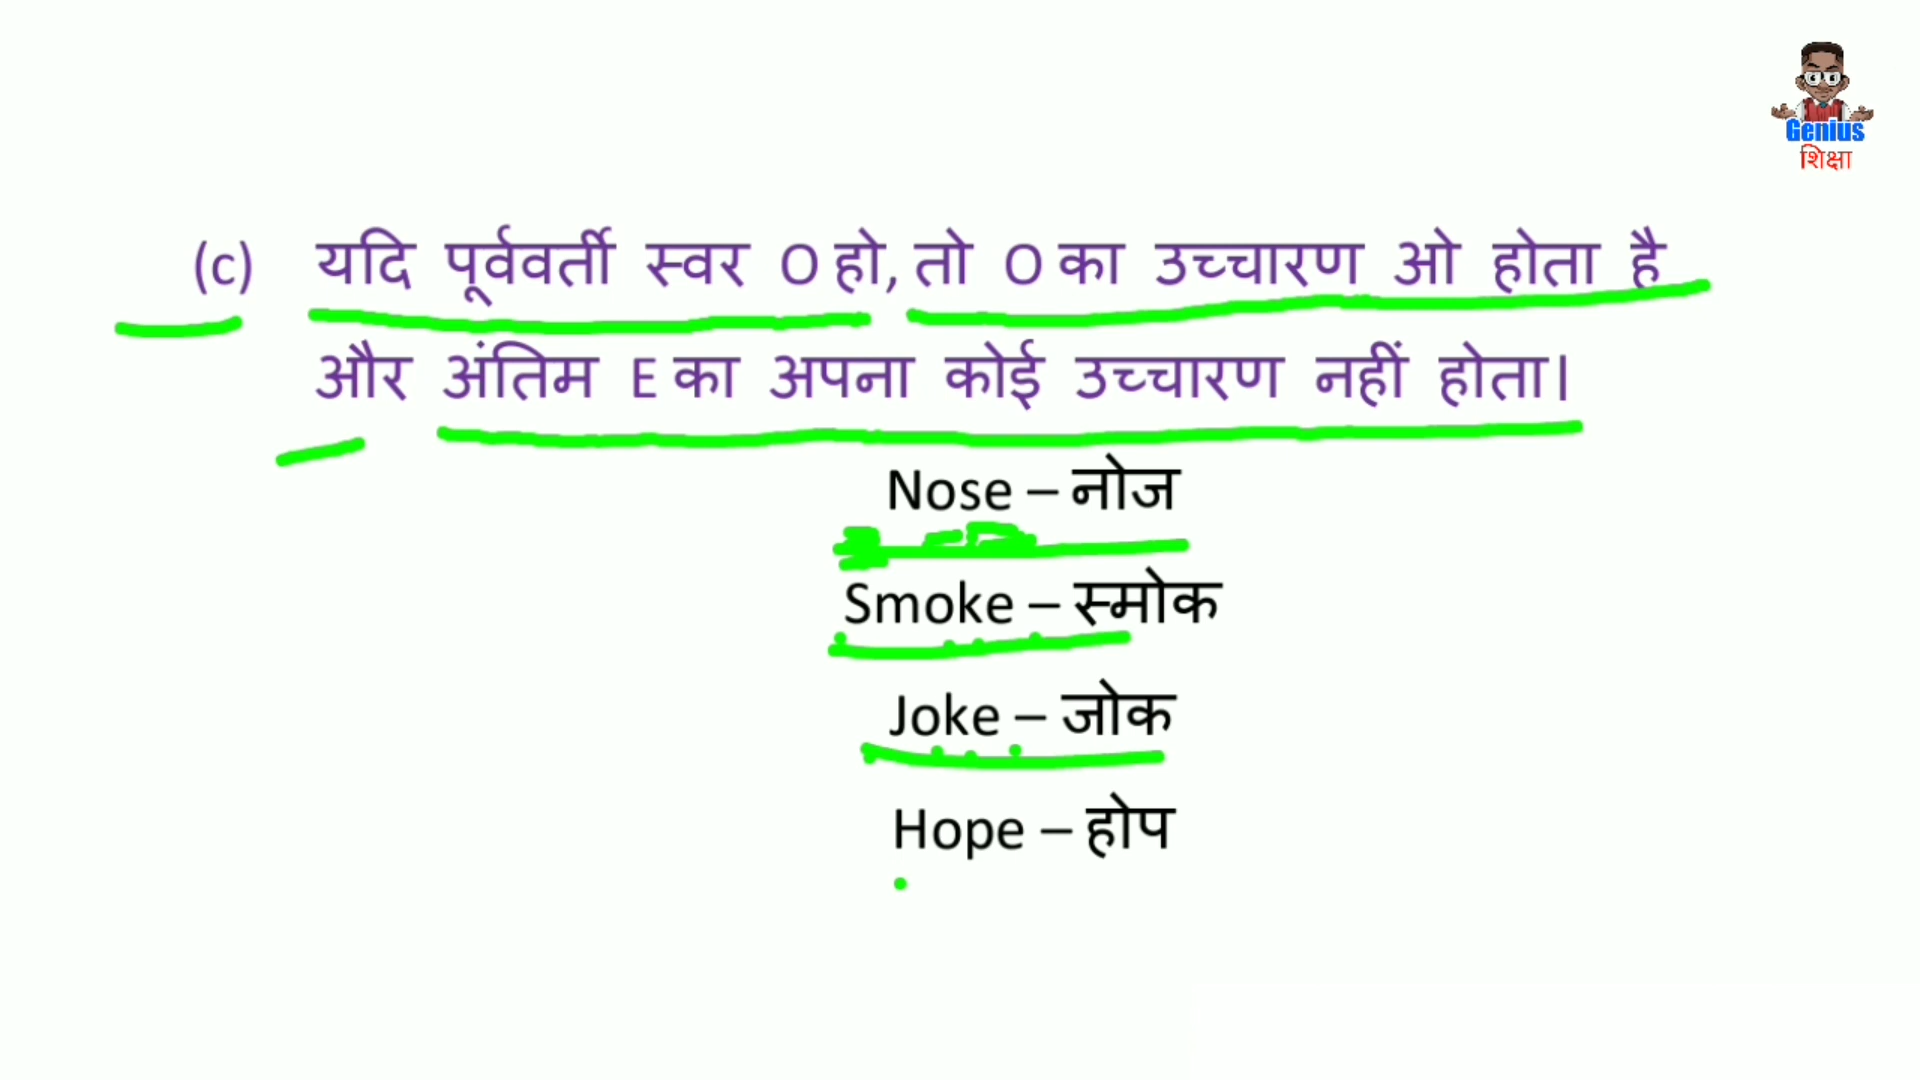 Genius
शिक्षा
(c) यदि पूर्ववर्ती स्वर O हो, तो O का उच्चारण ओ होता है
और अंतिम E का अपना कोई उच्चारण नहीं होता।
Nose – नोज
Smoke – स्मोक
Joke – जोक
Hope – होप